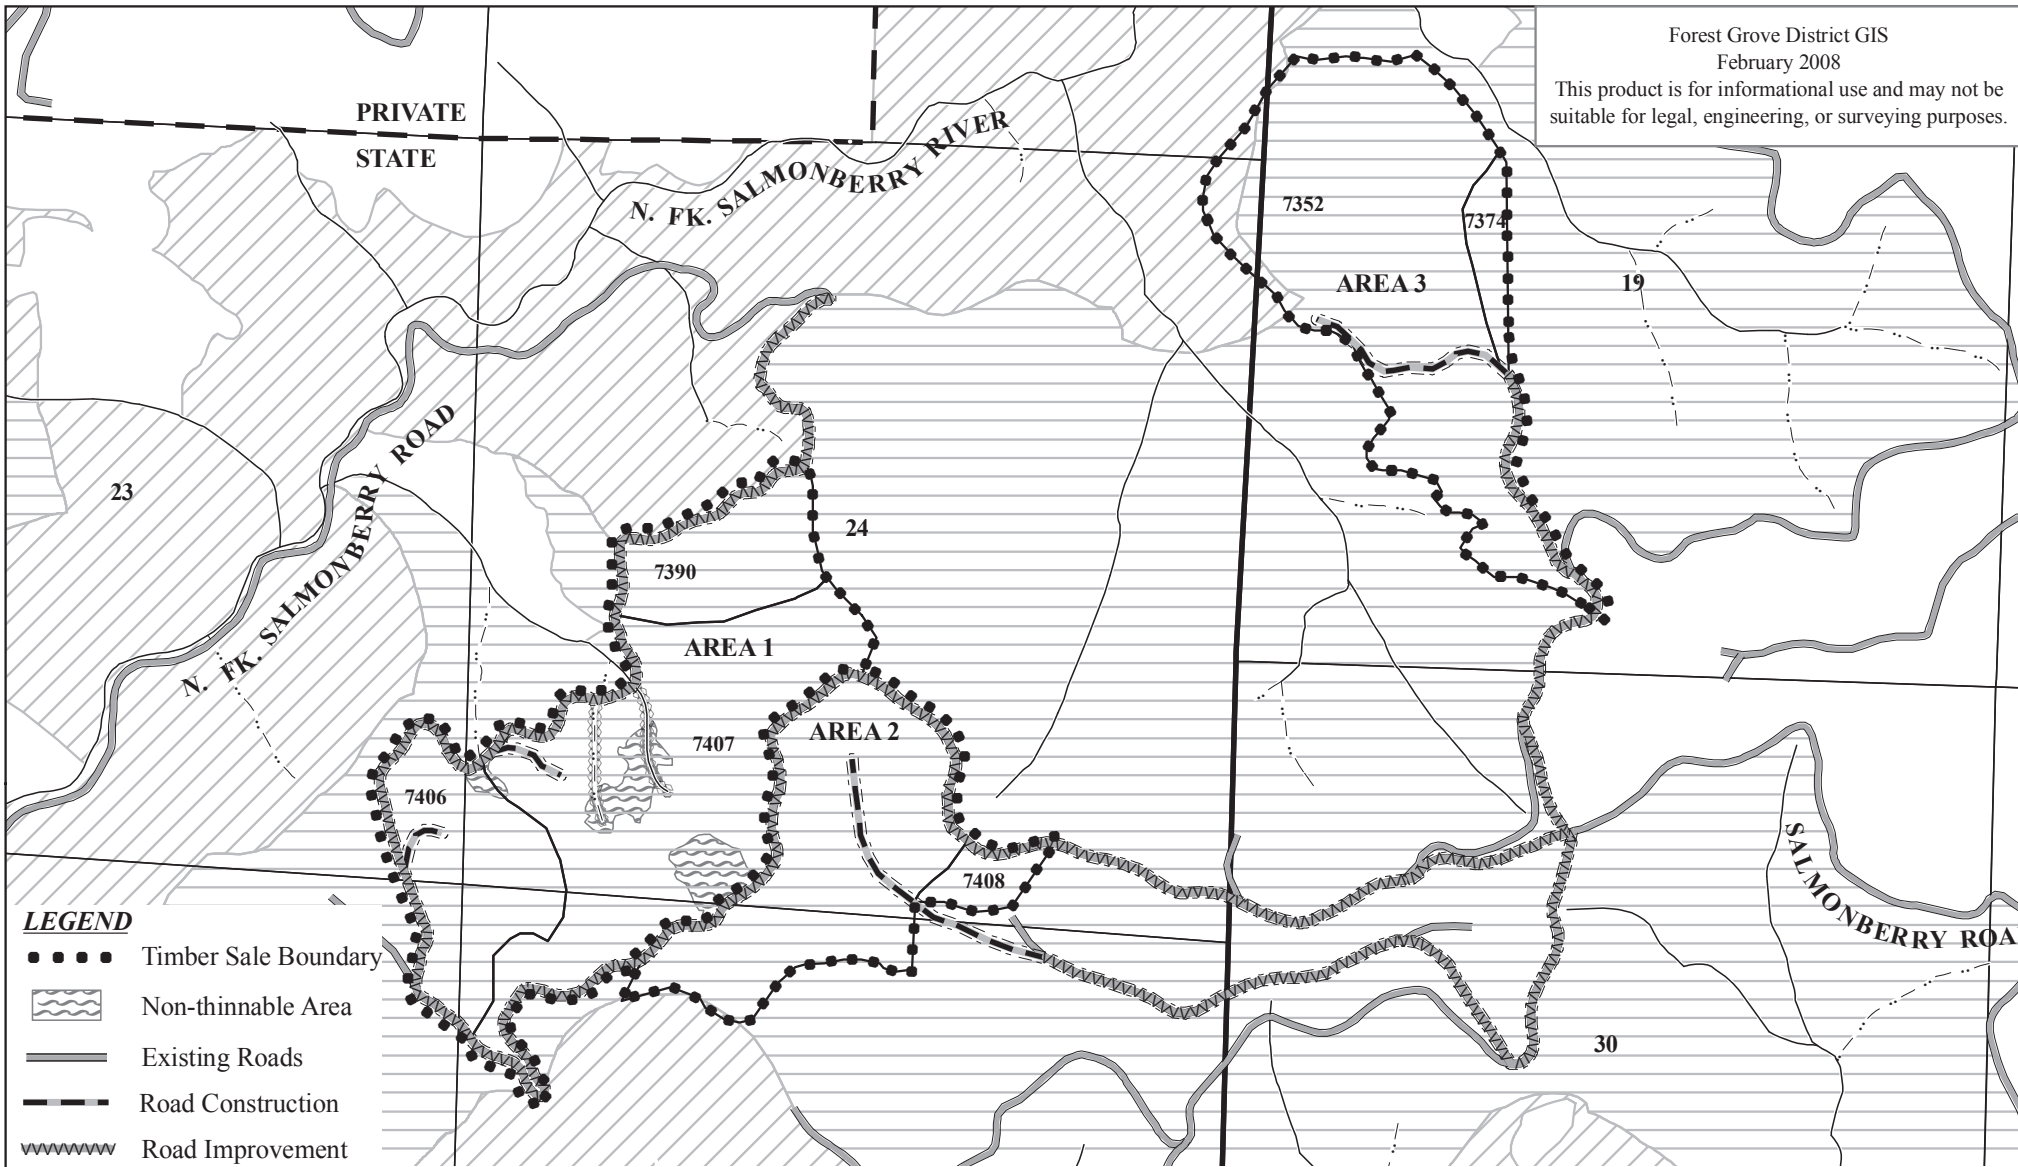 Forest Grove District GIS
February 2008
This product is for informational use and may not be
suitable for legal, engineering, or surveying purposes.
PRIVATE
STATE
N. FK. SALMONBERRY RIVER
7352
7374
AREA 3
19
N. FK. SALMONBERRY ROAD
23
24
7390
AREA 1
AREA 2
7407
7406
7408
SALMONBERRY ROA
30
LEGEND
Timber Sale Boundary
Non-thinnable Area
Existing Roads
Road Construction
Road Improvement